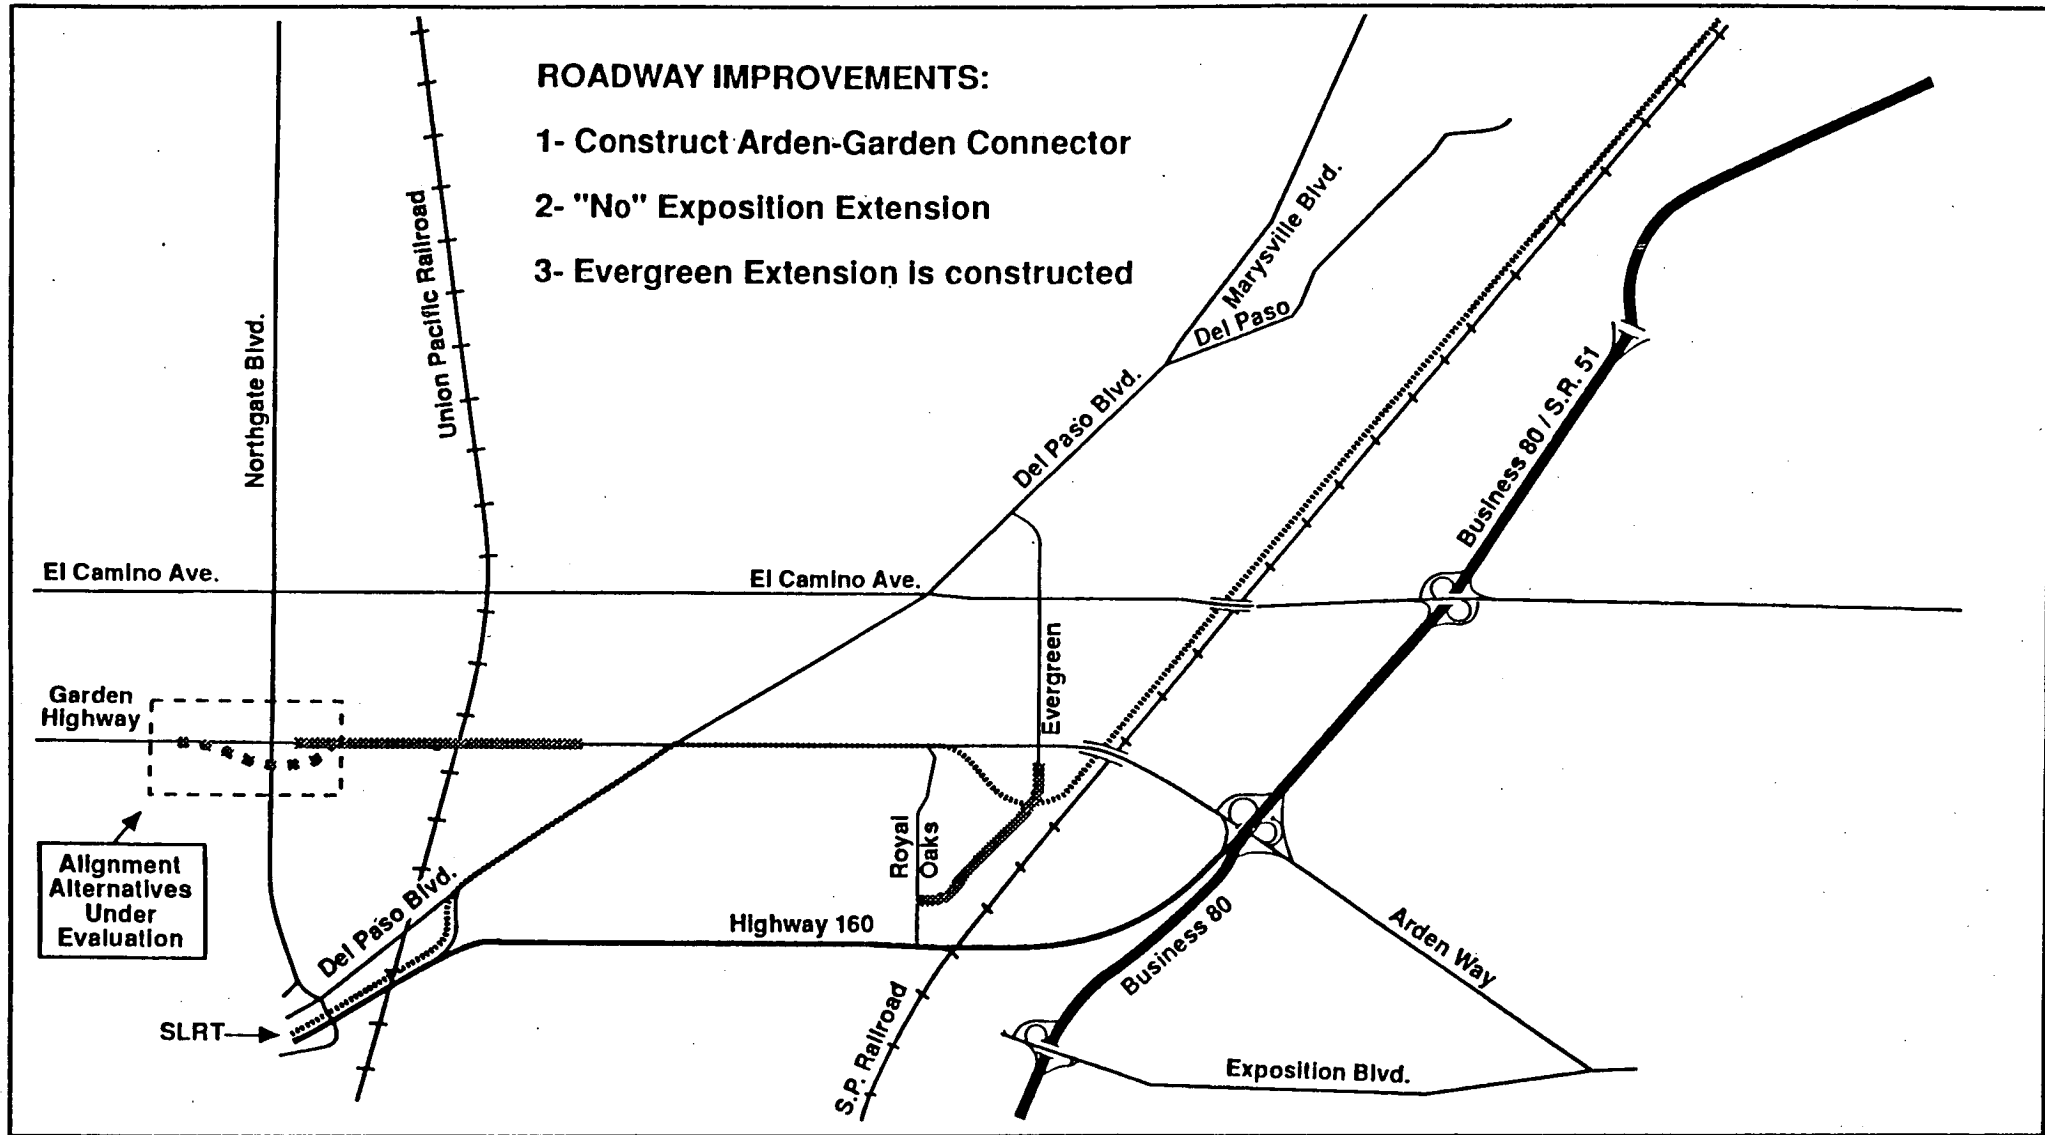 ROADWAY IMPROVEMENTS:
1- Construct Arden-Garden Connector
2- "No" Exposition Extension
3- Evergreen Extension is constructed
Northgate Blvd.
Union Pacific Railroad
Marysville Blvd.
Del Paso
Del Paso Blvd.
Business 80 / S.R. 51
El Camino Ave.
El Camino Ave.
Evergreen
Garden
Highway
Alignment
Alternatives
Under
Evaluation
Royal
Oaks
Del Paso Blvd.
Highway 160
Business 80
Arden Way
SLRT
S.P. Railroad
Exposition Blvd.